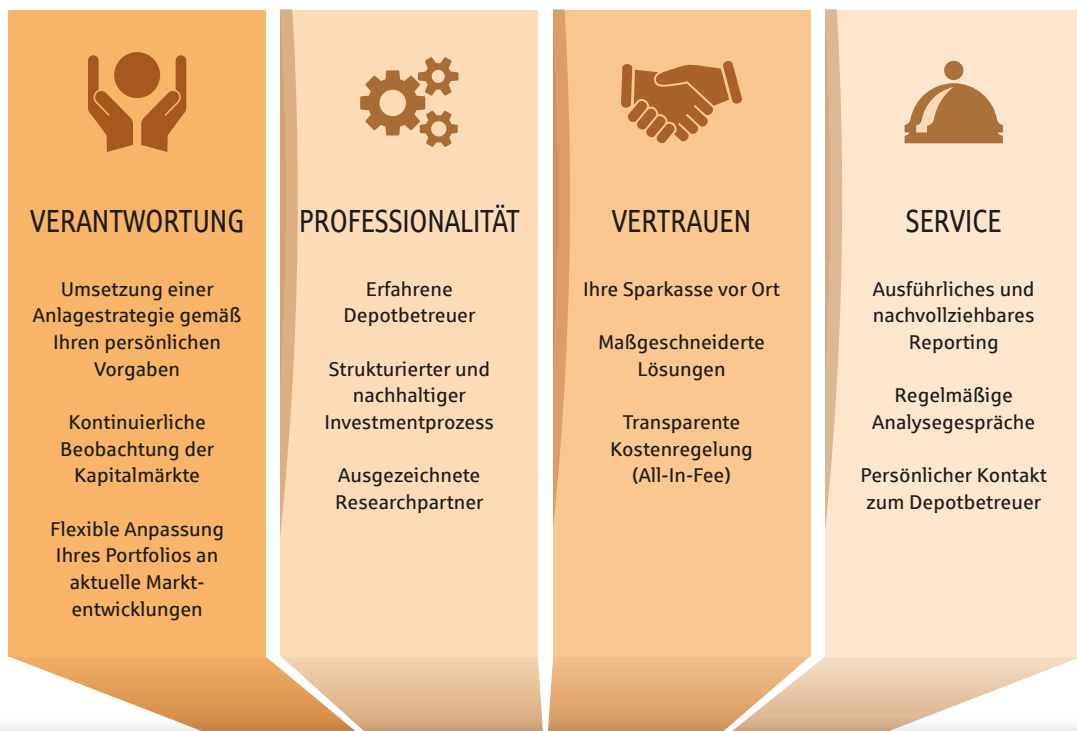 VERANTWORTUNG
Umsetzung einer
Anlagestrategie gemäß
Ihren persönlichen
Vorgaben
Kontinuierliche
Beobachtung der
Kapitalmärkte
Flexible Anpassung
Ihres Portfolios an
aktuelle Markt-
entwicklungen
PROFESSIONALITÄT
Erfahrene
Depotbetreuer
Strukturierter und
nachhaltiger
Investmentprozess
Ausgezeichnete
Researchpartner
VERTRAUEN
Ihre Sparkasse vor Ort
Maßgeschneiderte
Lösungen
Transparente
Kostenregelung
(All-In-Fee)
SERVICE
Ausführliches und
nachvollziehbares
Reporting
Regelmäßige
Analysegespräche
Persönlicher Kontakt
zum Depotbetreuer